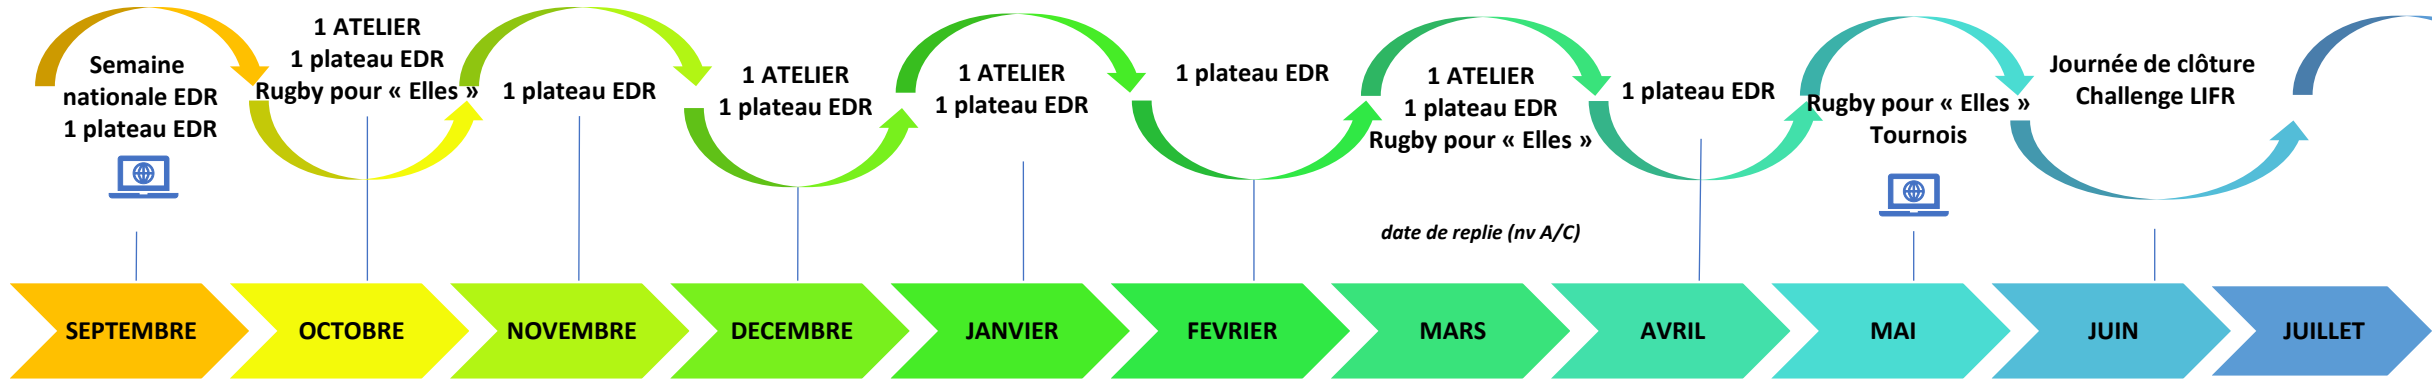 Semaine
nationale EDR
1 plateau EDR
1 ATELIER
1 plateau EDR
Rugby pour « Elles »
1 plateau EDR
1 ATELIER
1 plateau EDR
1 ATELIER
1 plateau EDR
1 plateau EDR
1 ATELIER
1 plateau EDR
Rugby pour « Elles »
date de replie (nv A/C)
1 plateau EDR
Rugby pour « Elles »
Tournois
Journée de clôture
Challenge LIFR
SEPTEMBRE
OCTOBRE
NOVEMBRE
DECEMBRE
JANVIER
FEVRIER
MARS
AVRIL
MAI
JUIN
JUILLET